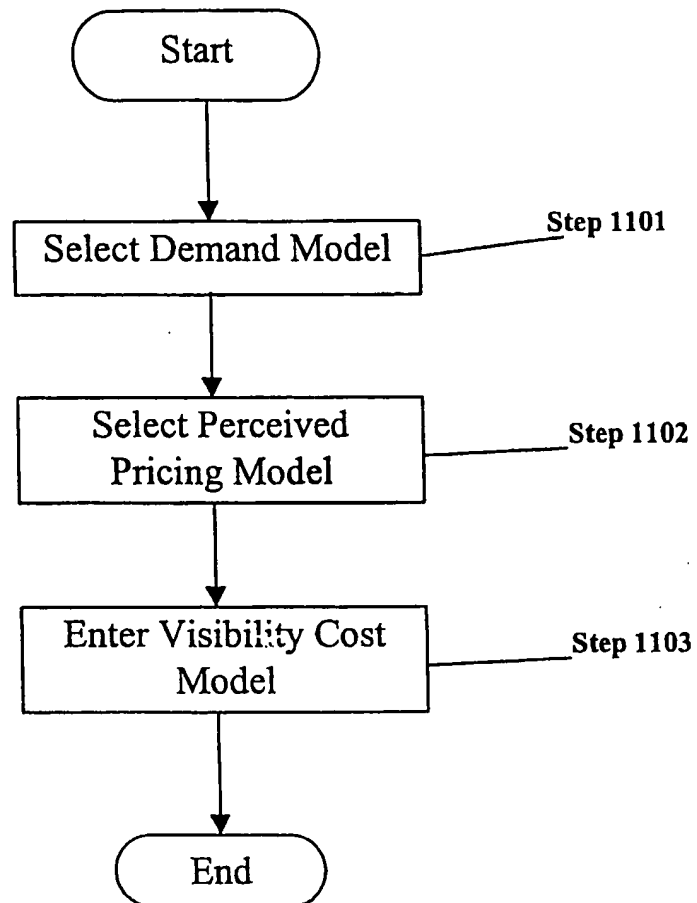 Start
Select Demand Model
Step 1101
Select Perceived
Pricing Model
Step 1102
Enter Visibility Cost
Model
Step 1103
End